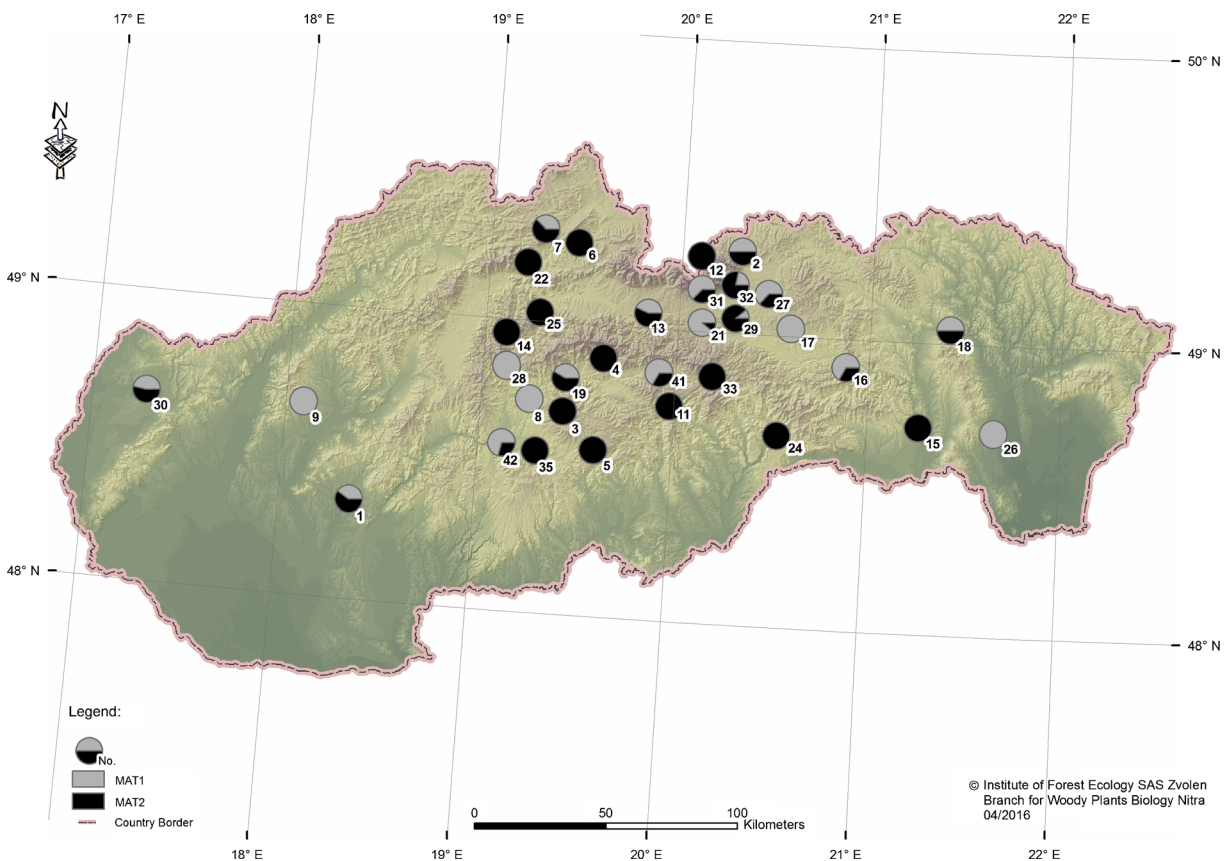 17° E 18° E 19° E 20° E 21° E 22° E
50° N
N
7
6
12
2
49° N
22
31
32
27
25
13
21
29
17
14
18
49° N
4
28
19
41
33
16
30
9
8
11
3
15
24
26
42
35
5
1
48° N
48° N
Legend:
No.
MAT1
MAT2
Country Border
0 50 100
Kilometers
© Institute of Forest Ecology SAS Zvolen
Branch for Woody Plants Biology Nitra
04/2016
18° E 19° E 20° E 21° E 22° E